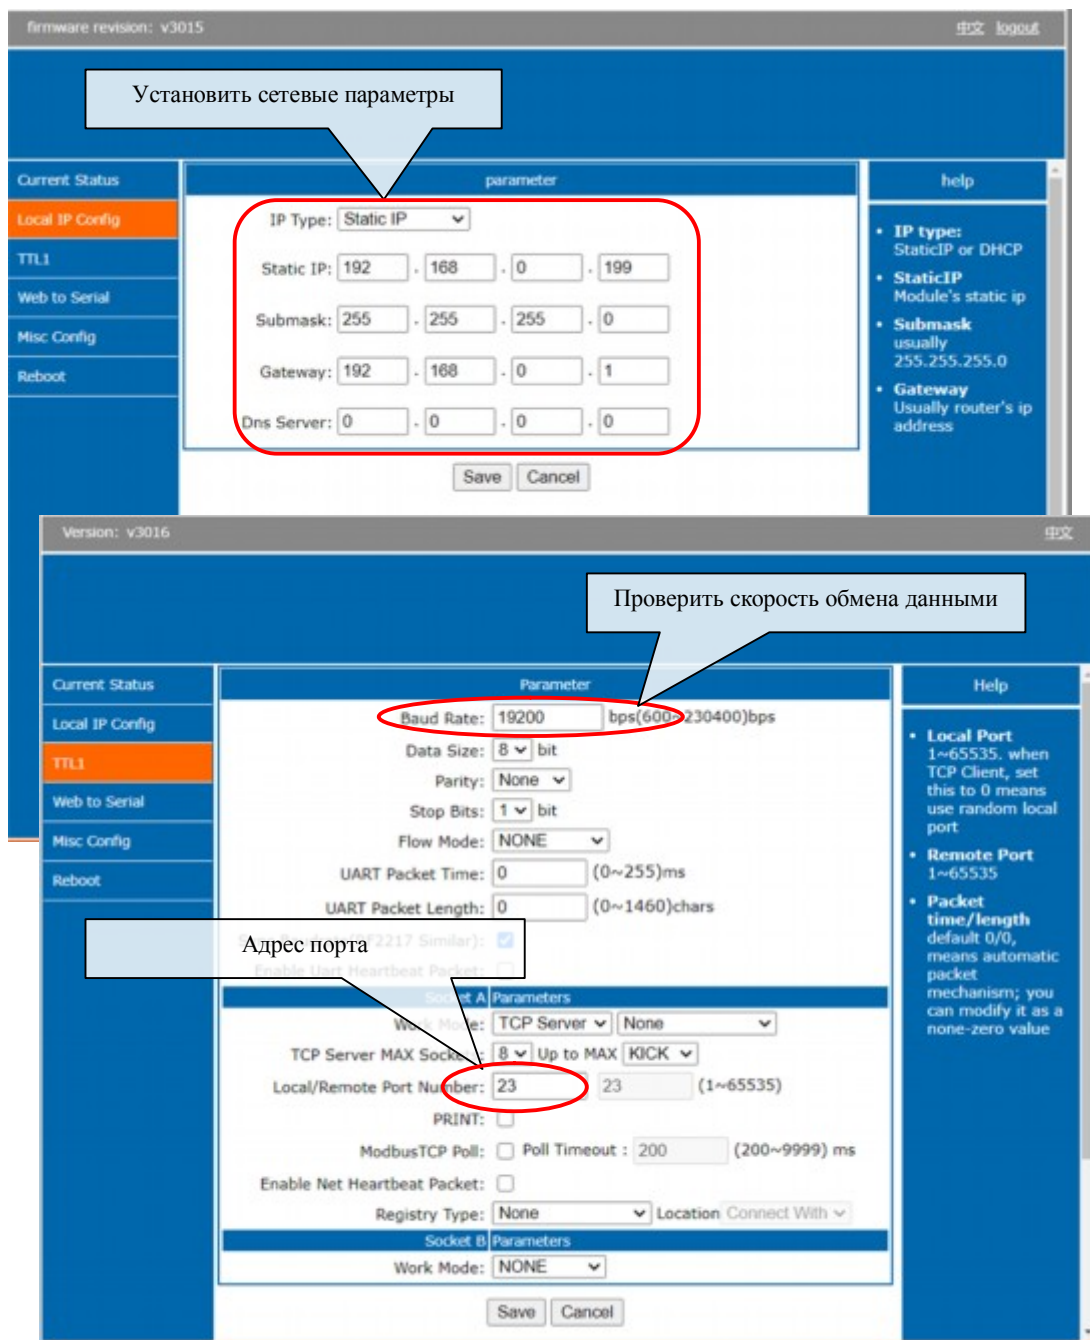 firmware revision: v3015 中文 logout
Установить сетевые параметры
Current Status
Local IP Config
TTL1
Web to Serial
Misc Config
Reboot
parameter
IP Type: Static IP
Static IP: 192 . 168 . 0 . 199
Submask: 255 . 255 . 255 . 0
Gateway: 192 . 168 . 0 . 1
Dns Server: 0 . 0 . 0 . 0
Save Cancel
help
• IP type:
StaticIP or DHCP
• StaticIP
Module's static ip
• Submask
usually
255.255.255.0
• Gateway
Usually router's ip
address
Version: v3016 中文
Проверить скорость обмена данными
Current Status
Local IP Config
TTL1
Web to Serial
Misc Config
Reboot
Parameter
Baud Rate: 19200 bps(600~230400)bps
Data Size: 8 bit
Parity: None
Stop Bits: 1 bit
Flow Mode: NONE
UART Packet Time: 0 (0~255)ms
UART Packet Length: 0 (0~1460)chars
Адрес порта
2217 Similar):
Enable Uart Heartbeat Packet:
Socket A Parameters
Work Mode: TCP Server None
TCP Server MAX Sockets: 8 Up to MAX KICK
Local/Remote Port Number: 23 23 (1~65535)
PRINT:
ModbusTCP Poll: Poll Timeout : 200 (200~9999) ms
Enable Net Heartbeat Packet:
Registry Type: None Location Connect With
Socket B Parameters
Work Mode: NONE
Save Cancel
Help
• Local Port
1~65535. when
TCP Client, set
this to 0 means
use random local
port
• Remote Port
1~65535
• Packet
time/length
default 0/0,
means automatic
packet
mechanism; you
can modify it as a
none-zero value